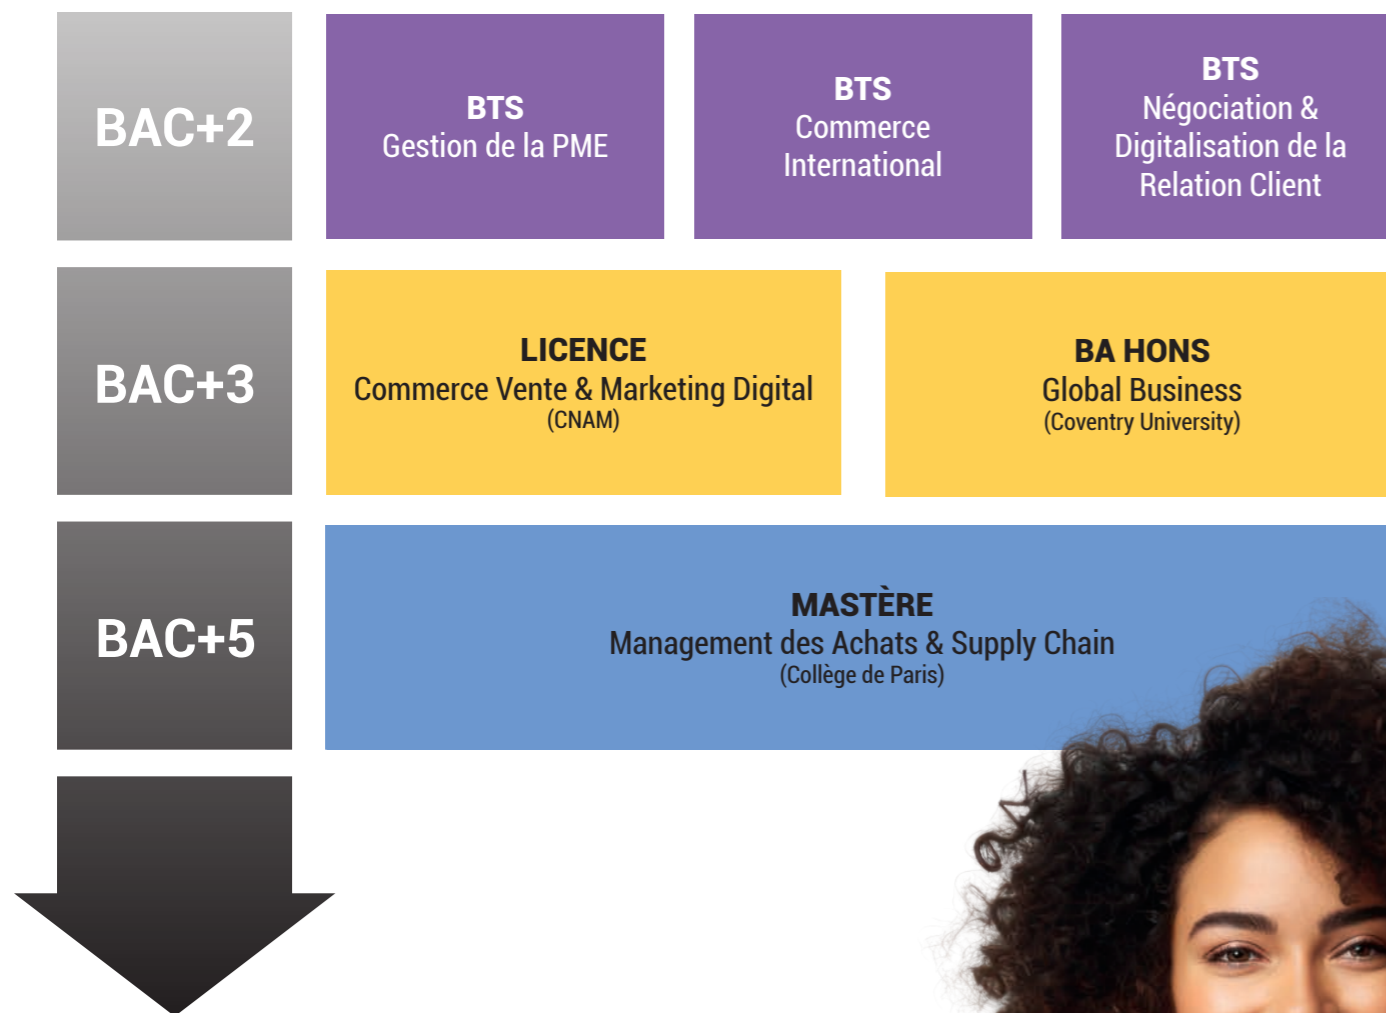 BAC+2
BTS
Gestion de la PME
BTS
Commerce
International
BTS
Négociation &
Digitalisation de la
Relation Client
BAC+3
LICENCE
Commerce Vente & Marketing Digital
(CNAM)
BA HONS
Global Business
(Coventry University)
BAC+5
MASTÈRE
Management des Achats & Supply Chain
(Collège de Paris)